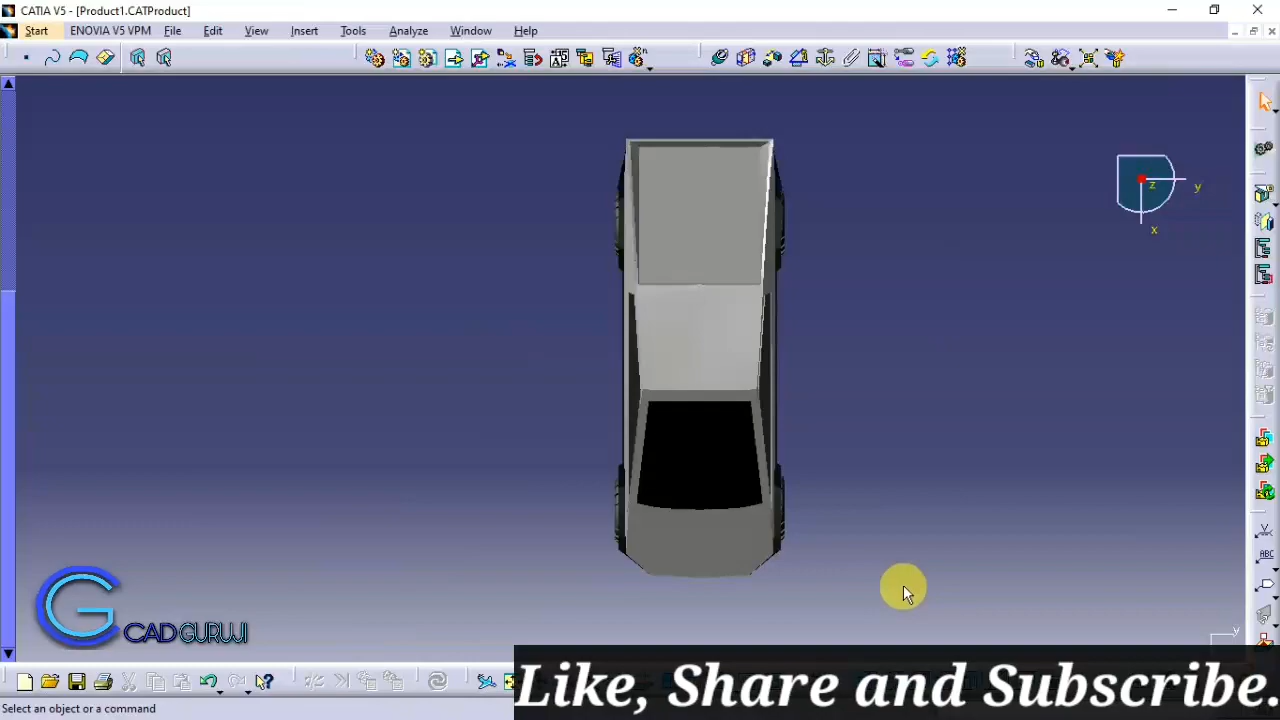 CATIA V5 - [Product1.CATProduct]
Start ENOVIA V5 VPM File Edit View Insert Tools Analyze Window Help
z
y
x
ABC
CADGURUJI
y
Like, Share and Subscribe.
Select an object or a command